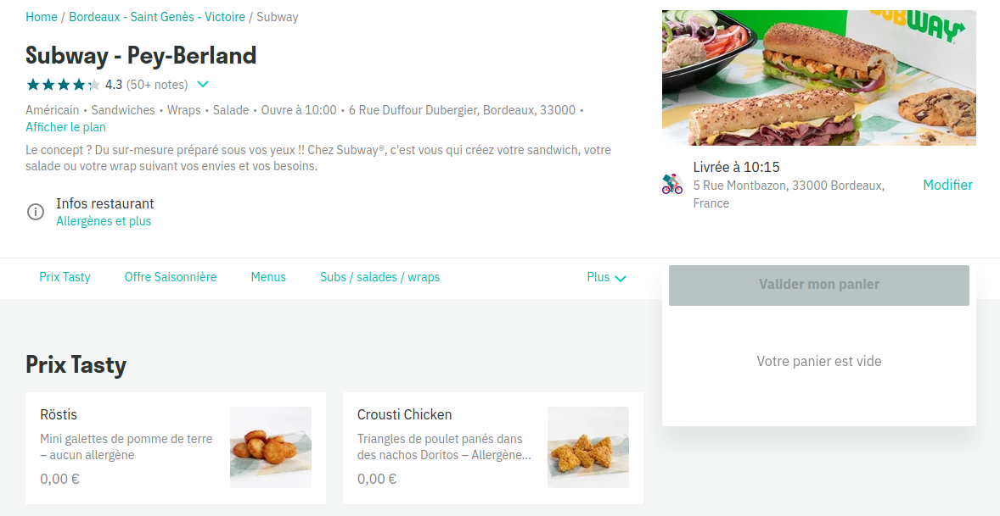 Home / Bordeaux - Saint Genès - Victoire / Subway
Subway - Pey-Berland
4.3 (50+ notes)
Américain • Sandwiches • Wraps • Salade • Ouvre à 10:00 • 6 Rue Duffour Dubergier, Bordeaux, 33000 •
Afficher le plan
Le concept ? Du sur-mesure préparé sous vos yeux !! Chez Subway®, c'est vous qui créez votre sandwich, votre
salade ou votre wrap suivant vos envies et vos besoins.
Infos restaurant
Allergènes et plus
SUBWAY
Livrée à 10:15
5 Rue Montbazon, 33000 Bordeaux,
France
Modifier
Prix Tasty Offre Saisonnière Menus Subs / salades / wraps Plus
Valider mon panier
Votre panier est vide
Prix Tasty
Röstis
Mini galettes de pomme de terre
– aucun allergène
0,00 €
Crousti Chicken
Triangles de poulet panés dans
des nachos Doritos – Allergène...
0,00 €